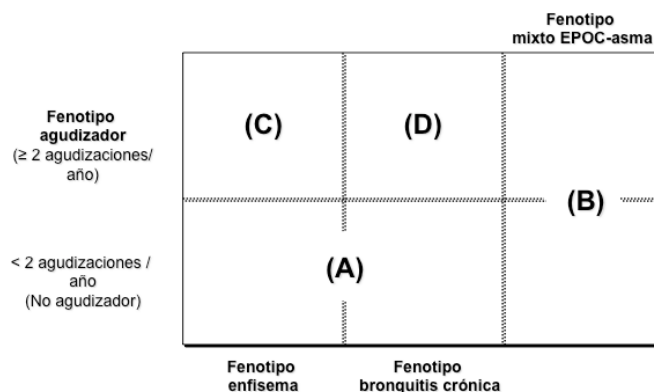 Fenotipo
mixto EPOC-asma
Fenotipo
agudizador
(≥ 2 agudizaciones/
año)
(C)
(D)
(B)
< 2 agudizaciones /
año
(No agudizador)
(A)
Fenotipo
enfisema
Fenotipo
bronquitis crónica